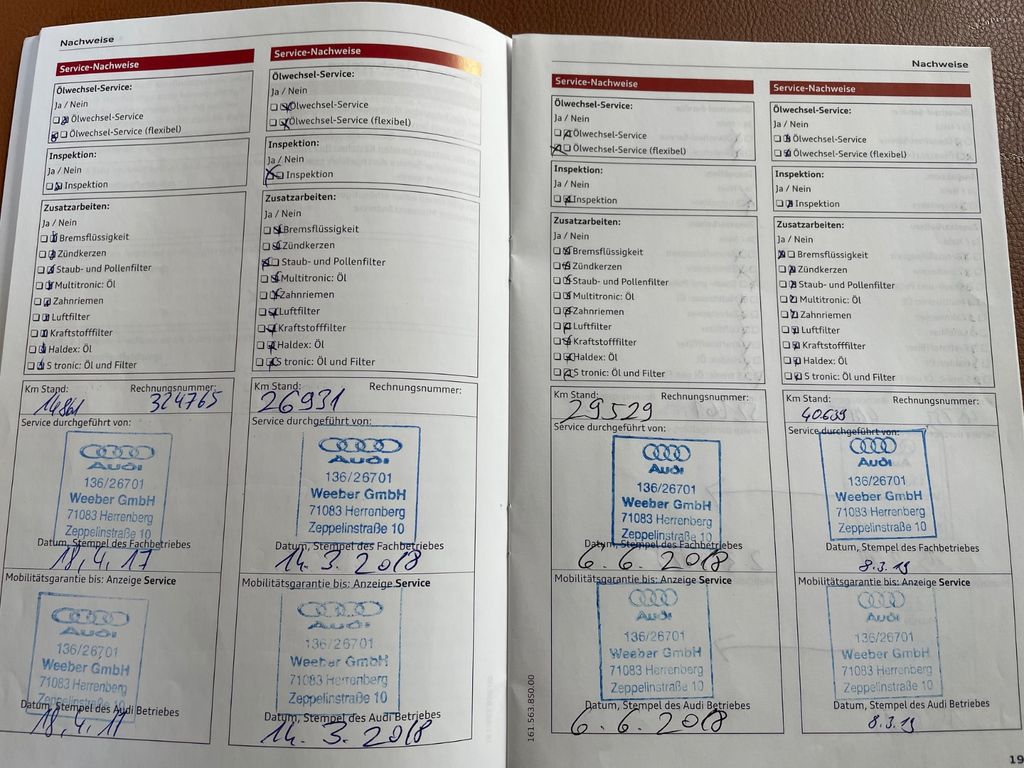 Nachweise
Service-Nachweise
Ölwechsel-Service:
Ja / Nein
Ölwechsel-Service
Ölwechsel-Service (flexibel)
Inspektion:
Ja / Nein
Inspektion
Zusatzarbeiten:
Ja / Nein
Bremsflüssigkeit
Zündkerzen
Staub- und Pollenfilter
Multitronic: Öl
Zahnriemen
Luftfilter
Kraftstofffilter
Haldex: Öl
S tronic: Öl und Filter
Km Stand: Rechnungsnummer:
14861 324765
Service durchgeführt von:
Audi
136/26701
Weeber GmbH
71083 Herrenberg
Zeppelinstraße 10
Datum, Stempel des Fachbetriebes
18.4.17
Mobilitätsgarantie bis: Anzeige Service
Audi
136/26701
Weeber GmbH
71083 Herrenberg
Zeppelinstraße 10
Datum, Stempel des Audi Betriebes
18.4.17
Service-Nachweise
Ölwechsel-Service:
Ja / Nein
Ölwechsel-Service
Ölwechsel-Service (flexibel)
Inspektion:
Ja / Nein
Inspektion
Zusatzarbeiten:
Ja / Nein
Bremsflüssigkeit
Zündkerzen
Staub- und Pollenfilter
Multitronic: Öl
Zahnriemen
Luftfilter
Kraftstofffilter
Haldex: Öl
S tronic: Öl und Filter
Km Stand: Rechnungsnummer:
26931
Service durchgeführt von:
Audi
136/26701
Weeber GmbH
71083 Herrenberg
Zeppelinstraße 10
Datum, Stempel des Fachbetriebes
14.3.2018
Mobilitätsgarantie bis: Anzeige Service
Audi
136/26701
Weeber GmbH
71083 Herrenberg
Zeppelinstraße 10
Datum, Stempel des Audi Betriebes
14.3.2018
Nachweise
Service-Nachweise
Ölwechsel-Service:
Ja / Nein
Ölwechsel-Service
Ölwechsel-Service (flexibel)
Inspektion:
Ja / Nein
Inspektion
Zusatzarbeiten:
Ja / Nein
Bremsflüssigkeit
Zündkerzen
Staub- und Pollenfilter
Multitronic: Öl
Zahnriemen
Luftfilter
Kraftstofffilter
Haldex: Öl
S tronic: Öl und Filter
Km Stand: Rechnungsnummer:
29529
Service durchgeführt von:
Audi
136/26701
Weeber GmbH
71083 Herrenberg
Zeppelinstraße 10
Datum, Stempel des Fachbetriebes
6.6.2018
Mobilitätsgarantie bis: Anzeige Service
Audi
136/26701
Weeber GmbH
71083 Herrenberg
Zeppelinstraße 10
Datum, Stempel des Audi Betriebes
6.6.2018
Service-Nachweise
Ölwechsel-Service:
Ja / Nein
Ölwechsel-Service
Ölwechsel-Service (flexibel)
Inspektion:
Ja / Nein
Inspektion
Zusatzarbeiten:
Ja / Nein
Bremsflüssigkeit
Zündkerzen
Staub- und Pollenfilter
Multitronic: Öl
Zahnriemen
Luftfilter
Kraftstofffilter
Haldex: Öl
S tronic: Öl und Filter
Km Stand: Rechnungsnummer:
40639
Service durchgeführt von:
Audi
136/26701
Weeber GmbH
71083 Herrenberg
Zeppelinstraße 10
Datum, Stempel des Fachbetriebes
8.3.19
Mobilitätsgarantie bis: Anzeige Service
Audi
136/26701
Weeber GmbH
71083 Herrenberg
Zeppelinstraße 10
Datum, Stempel des Audi Betriebes
8.3.19
161.563.8S0.00
19